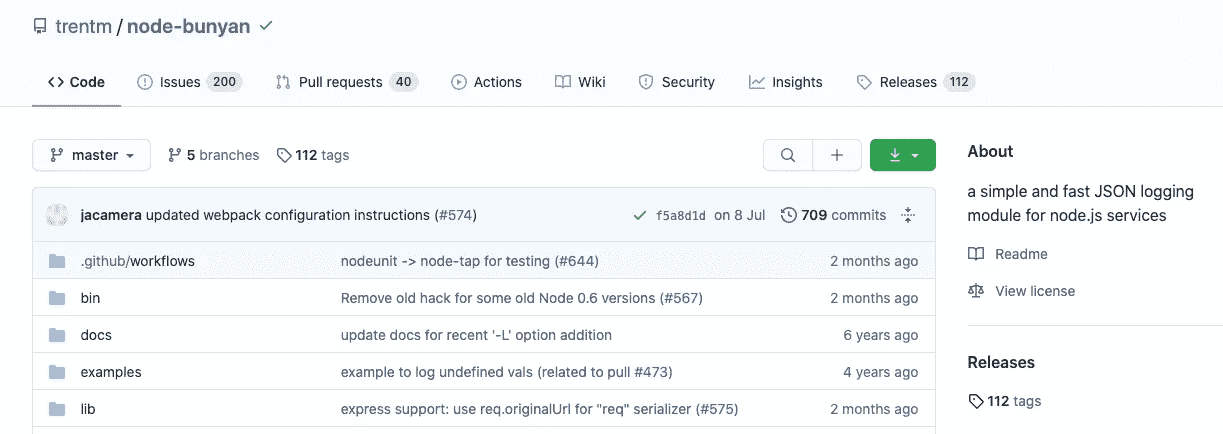 trentm / node-bunyan
Code Issues 200 Pull requests 40 Actions Wiki Security Insights Releases 112
master 5 branches 112 tags
jacamera updated webpack configuration instructions (#574) f5a8d1d on 8 Jul 709 commits
.github/workflows nodeunit -> node-tap for testing (#644) 2 months ago
bin Remove old hack for some old Node 0.6 versions (#567) 2 months ago
docs update docs for recent '-L' option addition 6 years ago
examples example to log undefined vals (related to pull #473) 4 years ago
lib express support: use req.originalUrl for "req" serializer (#575) 2 months ago
About
a simple and fast JSON logging
module for node.js services
Readme
View license
Releases
112 tags